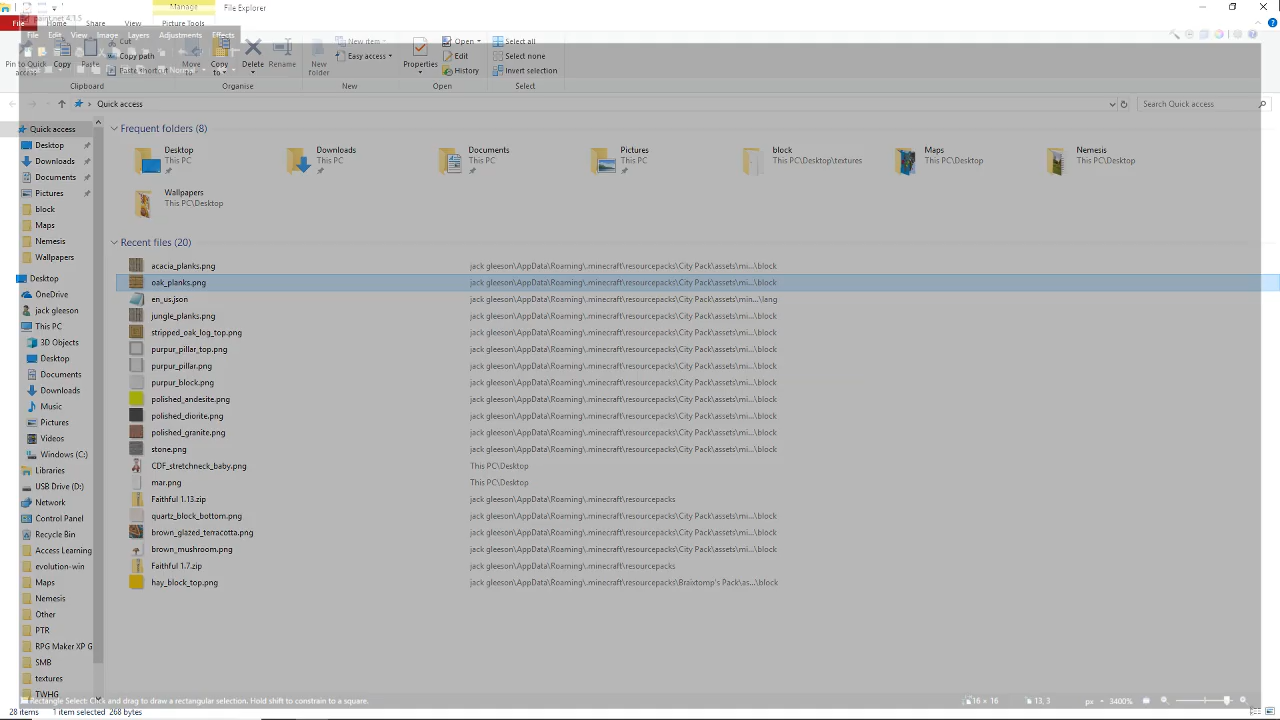 Manage
File Explorer
paint.net 4.1.5
File
Home
Share
View
Picture Tools
File
Edit
View
Image
Layers
Adjustments
Effects
Pin to Quick
access
Copy
Paste
Cut
Copy path
Paste shortcut
Normal
Move
to
Copy
to
Delete
Rename
New
folder
New item
Easy access
Properties
Open
Edit
History
Select all
Select none
Invert selection
Clipboard
Organise
New
Open
Select
Quick access
Search Quick access
Quick access
Desktop
Downloads
Documents
Pictures
block
Maps
Nemesis
Wallpapers
Desktop
OneDrive
jack gleeson
This PC
3D Objects
Desktop
Documents
Downloads
Music
Pictures
Videos
Windows (C:)
Libraries
USB Drive (D:)
Network
Control Panel
Recycle Bin
Access Learning
evolution-win
Maps
Nemesis
Other
PTR
RPG Maker XP G
SMB
textures
TWHG
Frequent folders (8)
Desktop
This PC
Downloads
This PC
Documents
This PC
Pictures
This PC
block
This PC\Desktop\textures
Maps
This PC\Desktop
Nemesis
This PC\Desktop
Wallpapers
This PC\Desktop
Recent files (20)
acacia_planks.png jack gleeson\AppData\Roaming\.minecraft\resourcepacks\City Pack\assets\mi...\block
oak_planks.png jack gleeson\AppData\Roaming\.minecraft\resourcepacks\City Pack\assets\mi...\block
en_us.json jack gleeson\AppData\Roaming\.minecraft\resourcepacks\City Pack\assets\min...\lang
jungle_planks.png jack gleeson\AppData\Roaming\.minecraft\resourcepacks\City Pack\assets\mi...\block
stripped_oak_log_top.png jack gleeson\AppData\Roaming\.minecraft\resourcepacks\City Pack\assets\mi...\block
purpur_pillar_top.png jack gleeson\AppData\Roaming\.minecraft\resourcepacks\City Pack\assets\mi...\block
purpur_pillar.png jack gleeson\AppData\Roaming\.minecraft\resourcepacks\City Pack\assets\mi...\block
purpur_block.png jack gleeson\AppData\Roaming\.minecraft\resourcepacks\City Pack\assets\mi...\block
polished_andesite.png jack gleeson\AppData\Roaming\.minecraft\resourcepacks\City Pack\assets\mi...\block
polished_diorite.png jack gleeson\AppData\Roaming\.minecraft\resourcepacks\City Pack\assets\mi...\block
polished_granite.png jack gleeson\AppData\Roaming\.minecraft\resourcepacks\City Pack\assets\mi...\block
stone.png jack gleeson\AppData\Roaming\.minecraft\resourcepacks\City Pack\assets\mi...\block
CDF_stretchneck_baby.png This PC\Desktop
mar.png This PC\Desktop
Faithful 1.13.zip jack gleeson\AppData\Roaming\.minecraft\resourcepacks
quartz_block_bottom.png jack gleeson\AppData\Roaming\.minecraft\resourcepacks\City Pack\assets\mi...\block
brown_glazed_terracotta.png jack gleeson\AppData\Roaming\.minecraft\resourcepacks\City Pack\assets\mi...\block
brown_mushroom.png jack gleeson\AppData\Roaming\.minecraft\resourcepacks\City Pack\assets\mi...\block
Faithful 1.7.zip jack gleeson\AppData\Roaming\.minecraft\resourcepacks
hay_block_top.png jack gleeson\AppData\Roaming\.minecraft\resourcepacks\Braxtomp's Pack\as...\block
Rectangle Select: Click and drag to draw a rectangular selection. Hold shift to constrain to a square.
16 × 16
13, 3
px
3400%
28 items
1 item selected 268 bytes